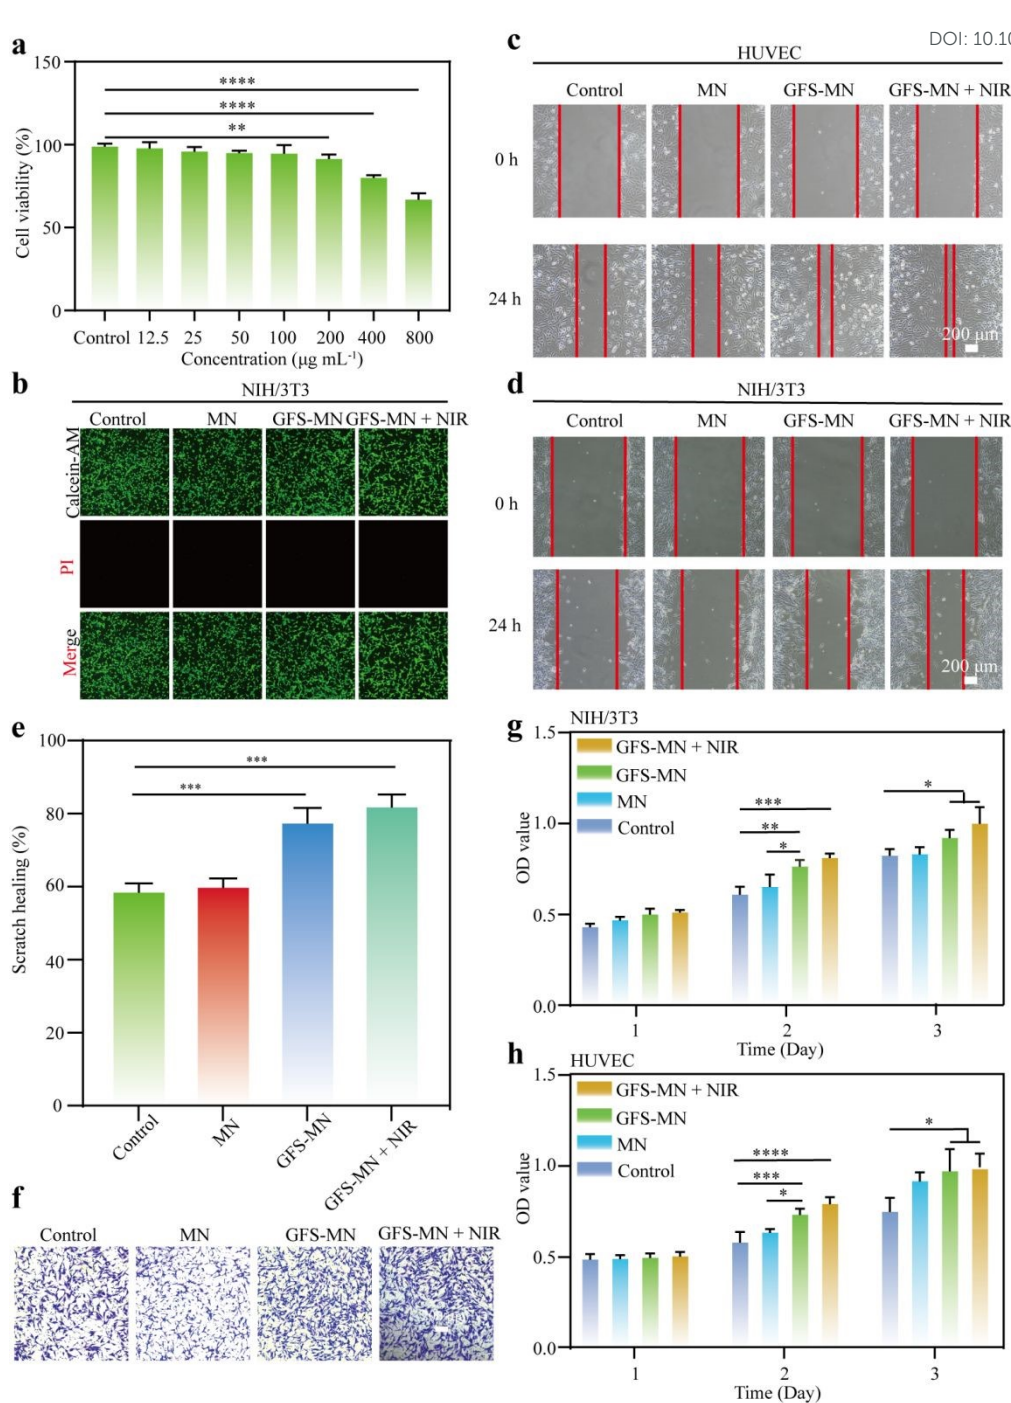 DOI: 10.10
a
150
100
50
0
Cell viability (%)
****
****
**
Control 12.5 25 50 100 200 400 800
Concentration (μg mL-1)
b
NIH/3T3
Control MN GFS-MN GFS-MN + NIR
Calcein-AM
PI
Merge
c
HUVEC
Control MN GFS-MN GFS-MN + NIR
0 h
24 h
200 μm
d
NIH/3T3
Control MN GFS-MN GFS-MN + NIR
0 h
24 h
200 μm
e
100
80
60
40
20
0
Scratch healing (%)
***
***
Control MN GFS-MN GFS-MN + NIR
f
Control MN GFS-MN GFS-MN + NIR
g
NIH/3T3
1.5
1.0
0.5
0.0
OD value
GFS-MN + NIR
GFS-MN
MN
Control
***
**
*
*
1 2 3
Time (Day)
h
HUVEC
1.5
1.0
0.5
0.0
OD value
GFS-MN + NIR
GFS-MN
MN
Control
****
***
*
*
1 2 3
Time (Day)